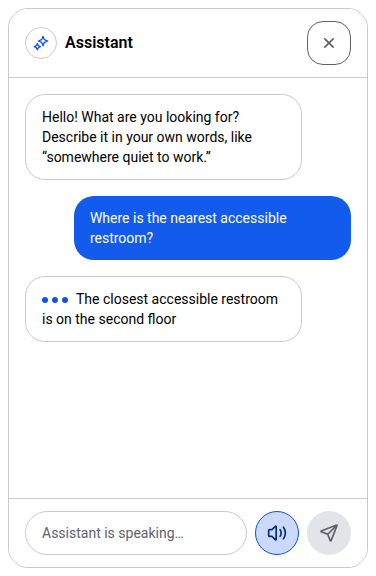 Assistant
Hello! What are you looking for?
Describe it in your own words, like
“somewhere quiet to work.”
Where is the nearest accessible
restroom?
The closest accessible restroom
is on the second floor
Assistant is speaking…